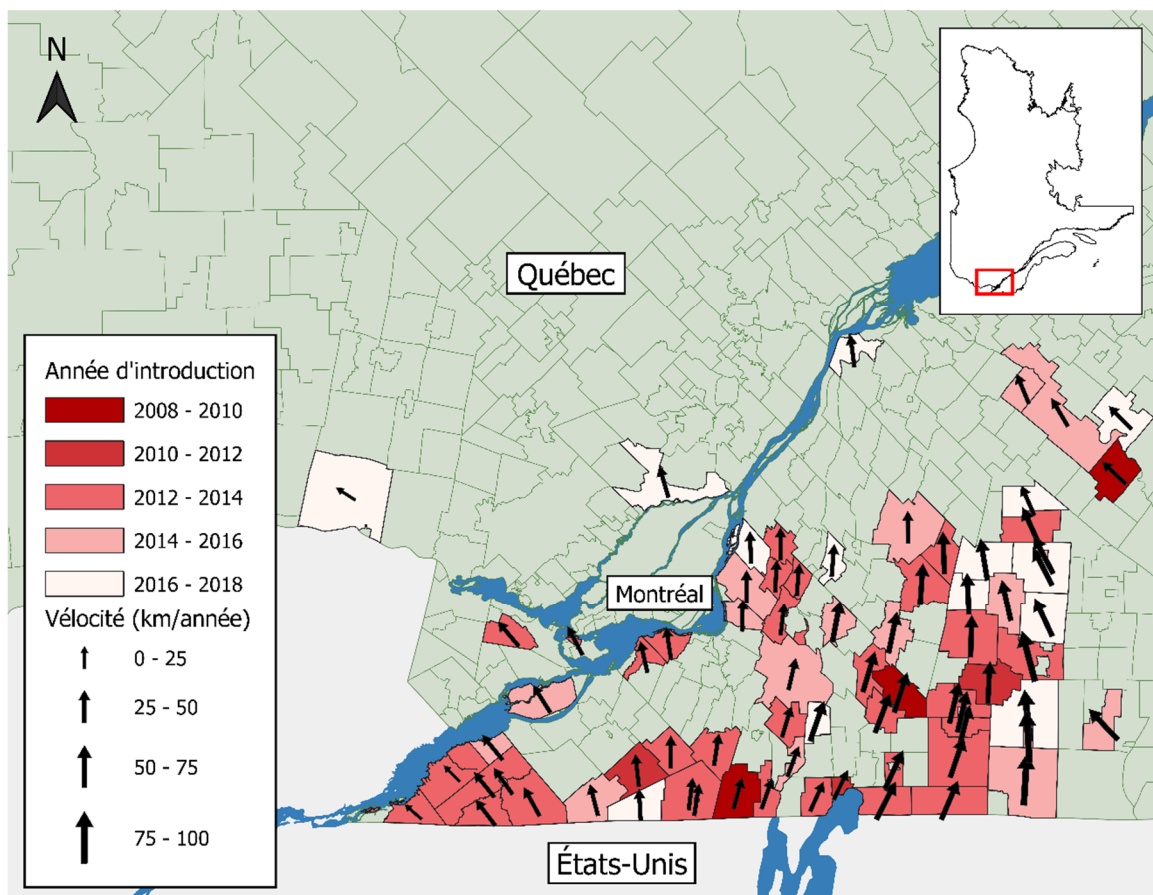 N
Québec
Année d'introduction
2008 - 2010
2010 - 2012
2012 - 2014
2014 - 2016
2016 - 2018
Vélocité (km/année)
0 - 25
25 - 50
50 - 75
75 - 100
Montréal
États-Unis